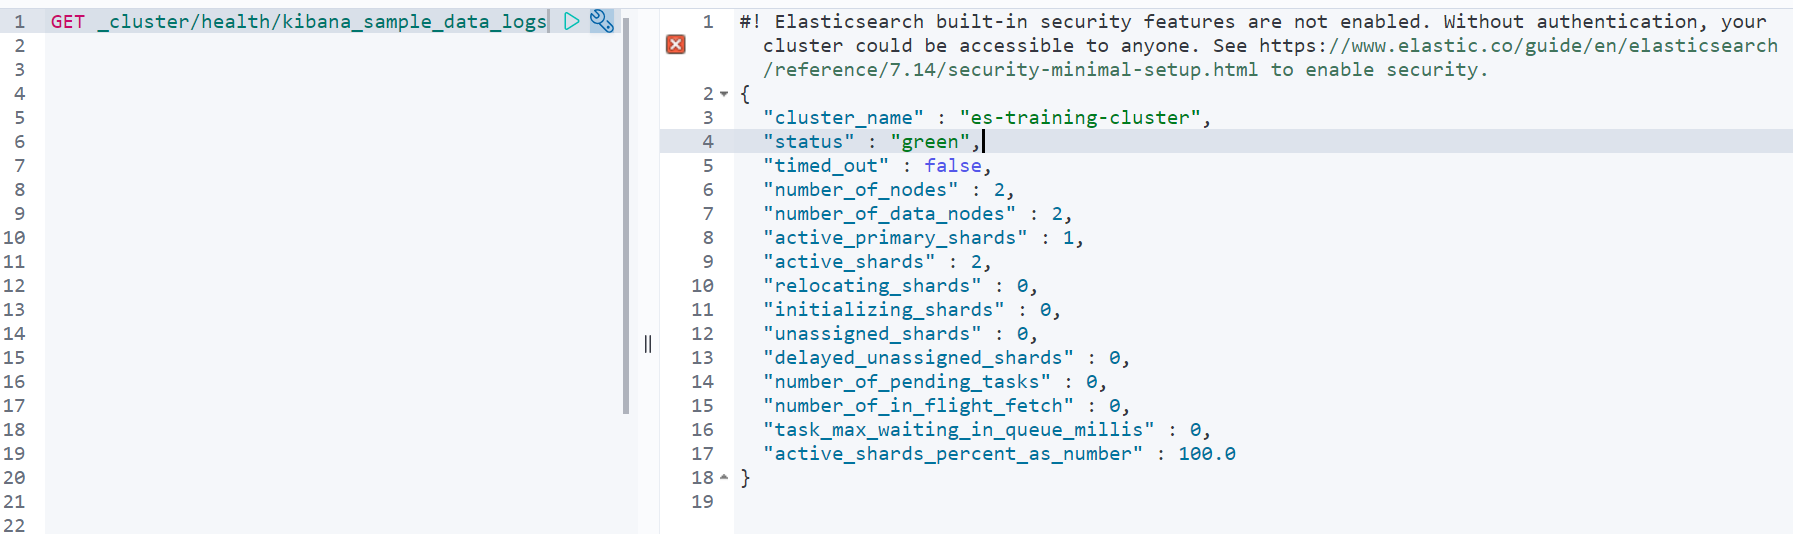 1 GET _cluster/health/kibana_sample_data_logs
2
3
4
5
6
7
8
9
10
11
12
13
14
15
16
17
18
19
20
21
22
1 #! Elasticsearch built-in security features are not enabled. Without authentication, your
cluster could be accessible to anyone. See https://www.elastic.co/guide/en/elasticsearch
/reference/7.14/security-minimal-setup.html to enable security.
2 {
3 "cluster_name" : "es-training-cluster",
4 "status" : "green",
5 "timed_out" : false,
6 "number_of_nodes" : 2,
7 "number_of_data_nodes" : 2,
8 "active_primary_shards" : 1,
9 "active_shards" : 2,
10 "relocating_shards" : 0,
11 "initializing_shards" : 0,
12 "unassigned_shards" : 0,
13 "delayed_unassigned_shards" : 0,
14 "number_of_pending_tasks" : 0,
15 "number_of_in_flight_fetch" : 0,
16 "task_max_waiting_in_queue_millis" : 0,
17 "active_shards_percent_as_number" : 100.0
18 }
19